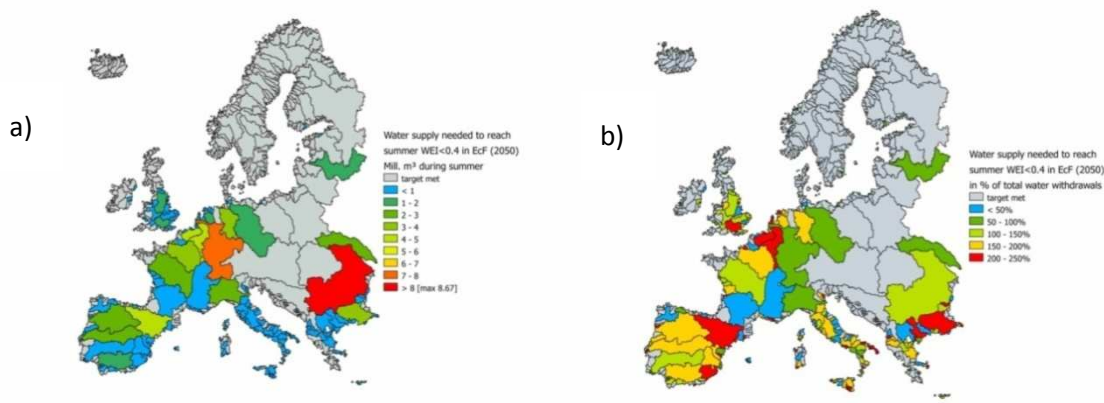 a)
Water supply needed to reach
summer WEI<0.4 in EcF (2050)
Mill. m³ during summer
target met
< 1
1 - 2
2 - 3
3 - 4
4 - 5
5 - 6
6 - 7
7 - 8
> 8 [max 8.67]
b)
Water supply needed to reach
summer WEI<0.4 in EcF (2050)
in % of total water withdrawals
target met
< 50%
50 - 100%
100 - 150%
150 - 200%
200 - 250%